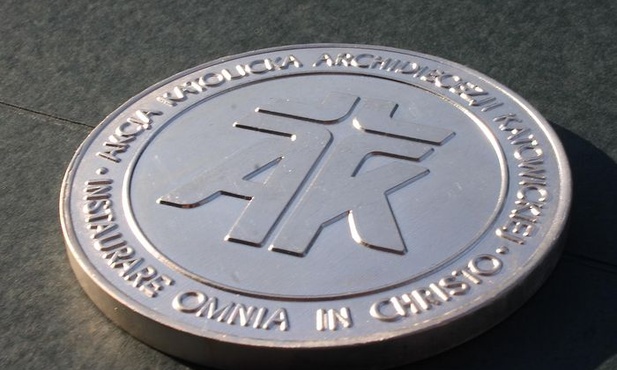 AKCJA KATOLICKA ARCHIDIECEZJI KATOWICKIEJ
INSTAURARE OMNIA IN CHRISTO
AK